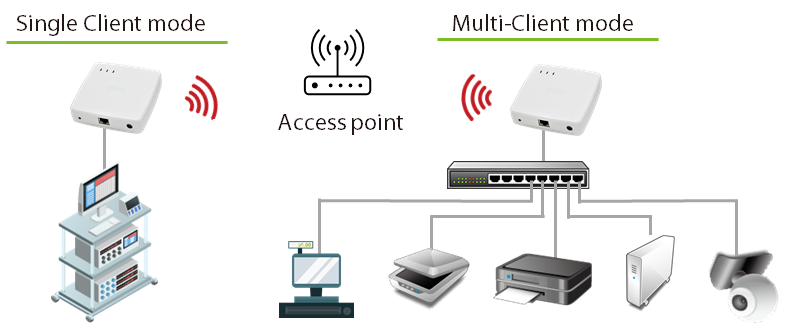 Single Client mode
Multi-Client mode
Access point